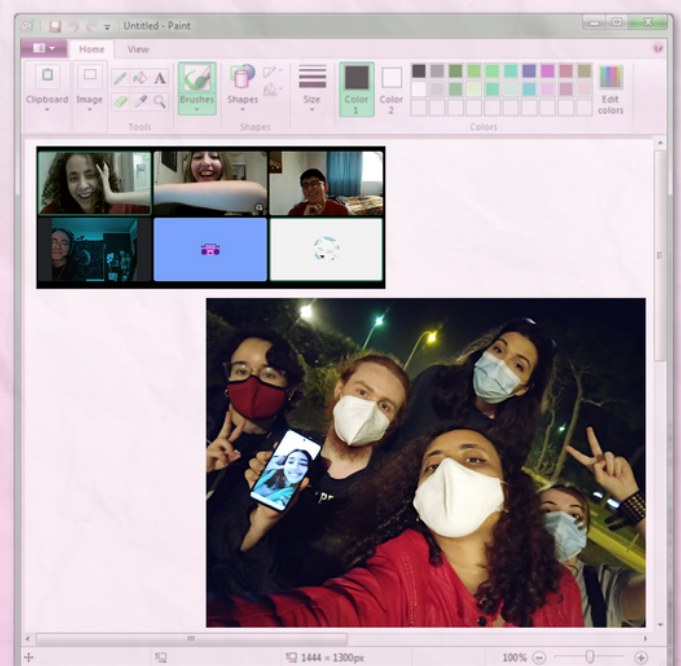 Untitled - Paint
Home View
Clipboard
Image
A
Tools
Brushes
Shapes
Shapes
Size
Color 1
Color 2
Colors
Edit colors
1444 × 1300px
100%